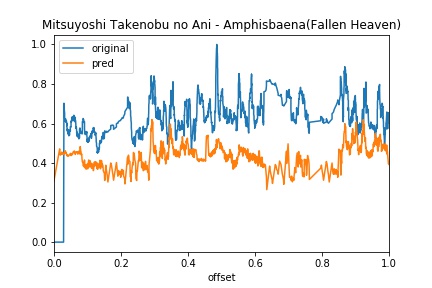 Mitsuyoshi Takenobu no Ani - Amphisbaena(Fallen Heaven)
original
pred
1.0
0.8
0.6
0.4
0.2
0.0
0.0 0.2 0.4 0.6 0.8 1.0
offset